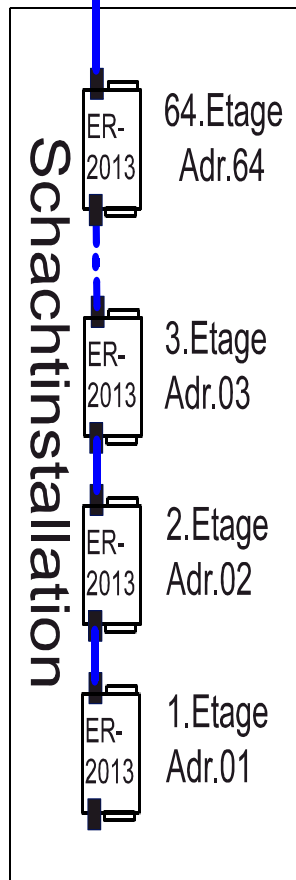 Schachtinstallation
ER-
2013
64.Etage
Adr.64
ER-
2013
3.Etage
Adr.03
ER-
2013
2.Etage
Adr.02
ER-
2013
1.Etage
Adr.01